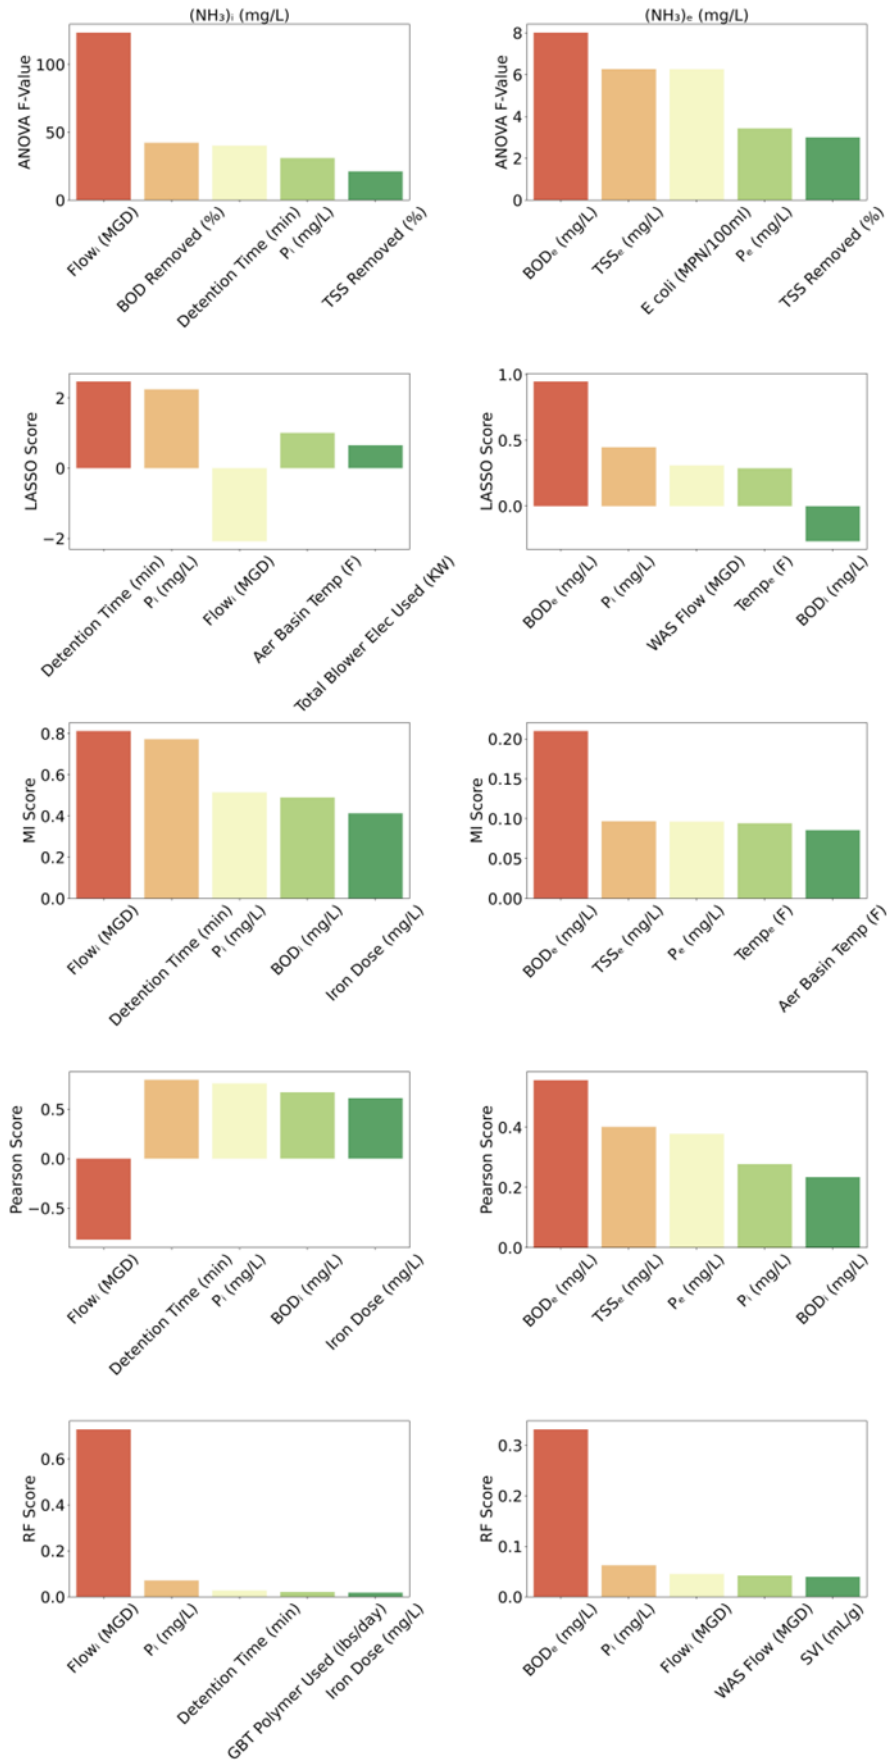 (NH₃)ᵢ (mg/L)
ANOVA F-Value
100
50
0
Flowᵢ (MGD)
BOD Removed (%)
Detention Time (min)
Pᵢ (mg/L)
TSS Removed (%)
(NH₃)ₑ (mg/L)
ANOVA F-Value
8
6
4
2
0
BODₑ (mg/L)
TSSₑ (mg/L)
E coli (MPN/100ml)
Pₑ (mg/L)
TSS Removed (%)
LASSO Score
2
0
−2
Detention Time (min)
Pᵢ (mg/L)
Flowᵢ (MGD)
Aer Basin Temp (F)
Total Blower Elec Used (KW)
LASSO Score
1.0
0.5
0.0
BODₑ (mg/L)
Pᵢ (mg/L)
WAS Flow (MGD)
Tempₑ (F)
BODᵢ (mg/L)
MI Score
0.8
0.6
0.4
0.2
0.0
Flowᵢ (MGD)
Detention Time (min)
Pᵢ (mg/L)
BODᵢ (mg/L)
Iron Dose (mg/L)
MI Score
0.20
0.15
0.10
0.05
0.00
BODₑ (mg/L)
TSSₑ (mg/L)
Pₑ (mg/L)
Tempₑ (F)
Aer Basin Temp (F)
Pearson Score
0.5
0.0
−0.5
Flowᵢ (MGD)
Detention Time (min)
Pᵢ (mg/L)
BODᵢ (mg/L)
Iron Dose (mg/L)
Pearson Score
0.4
0.2
0.0
BODₑ (mg/L)
TSSₑ (mg/L)
Pₑ (mg/L)
Pᵢ (mg/L)
BODᵢ (mg/L)
RF Score
0.6
0.4
0.2
0.0
Flowᵢ (MGD)
Pᵢ (mg/L)
Detention Time (min)
GBT Polymer Used (lbs/day)
Iron Dose (mg/L)
RF Score
0.3
0.2
0.1
0.0
BODₑ (mg/L)
Pᵢ (mg/L)
Flowᵢ (MGD)
WAS Flow (MGD)
SVI (mL/g)